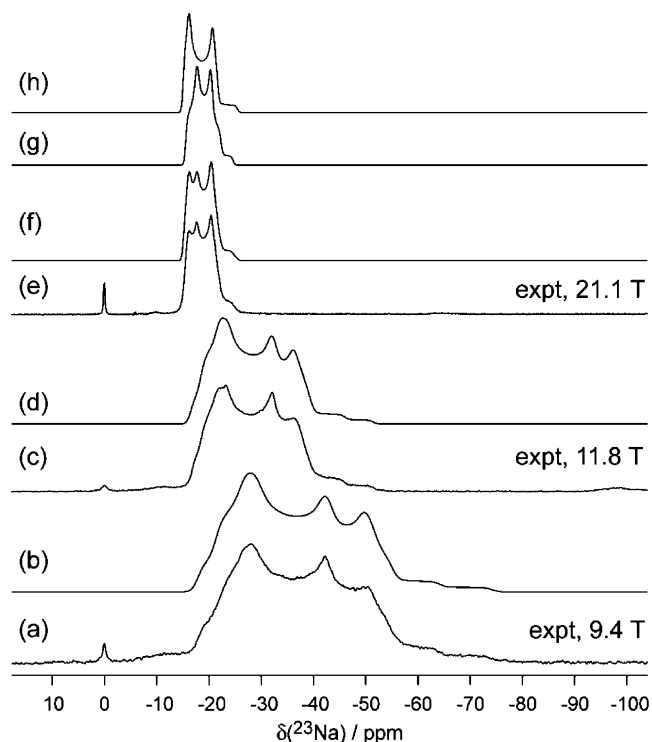 (h)
(g)
(f)
(e) expt, 21.1 T
(d)
(c) expt, 11.8 T
(b)
(a) expt, 9.4 T
10 0 -10 -20 -30 -40 -50 -60 -70 -80 -90 -100
δ(²³Na) / ppm